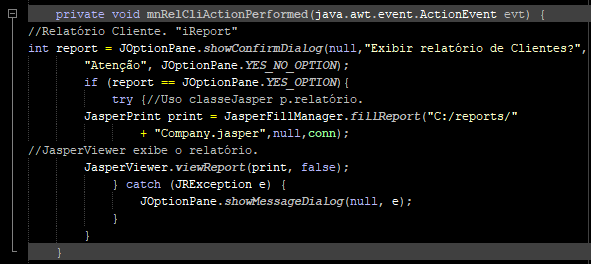 private void mnRelCliActionPerformed(java.awt.event.ActionEvent evt) {
//Relatório Cliente. "iReport"
int report = JOptionPane.showConfirmDialog(null,"Exibir relatório de Clientes?",
"Atenção", JOptionPane.YES_NO_OPTION);
if (report == JOptionPane.YES_OPTION){
try {//Uso classeJasper p.relatório.
JasperPrint print = JasperFillManager.fillReport("C:/reports/"
+ "Company.jasper",null,conn);
//JasperViewer exibe o relatório.
JasperViewer.viewReport(print, false);
} catch (JRException e) {
JOptionPane.showMessageDialog(null, e);
}
}
}